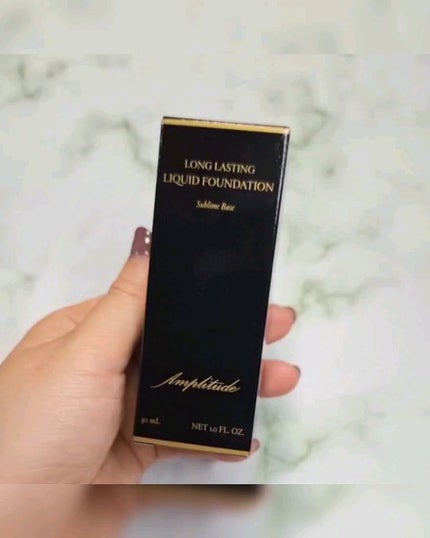 LONG LASTING
LIQUID FOUNDATION
Sublime Base
Amplitude
30 mL NET 1.0 FL. OZ.